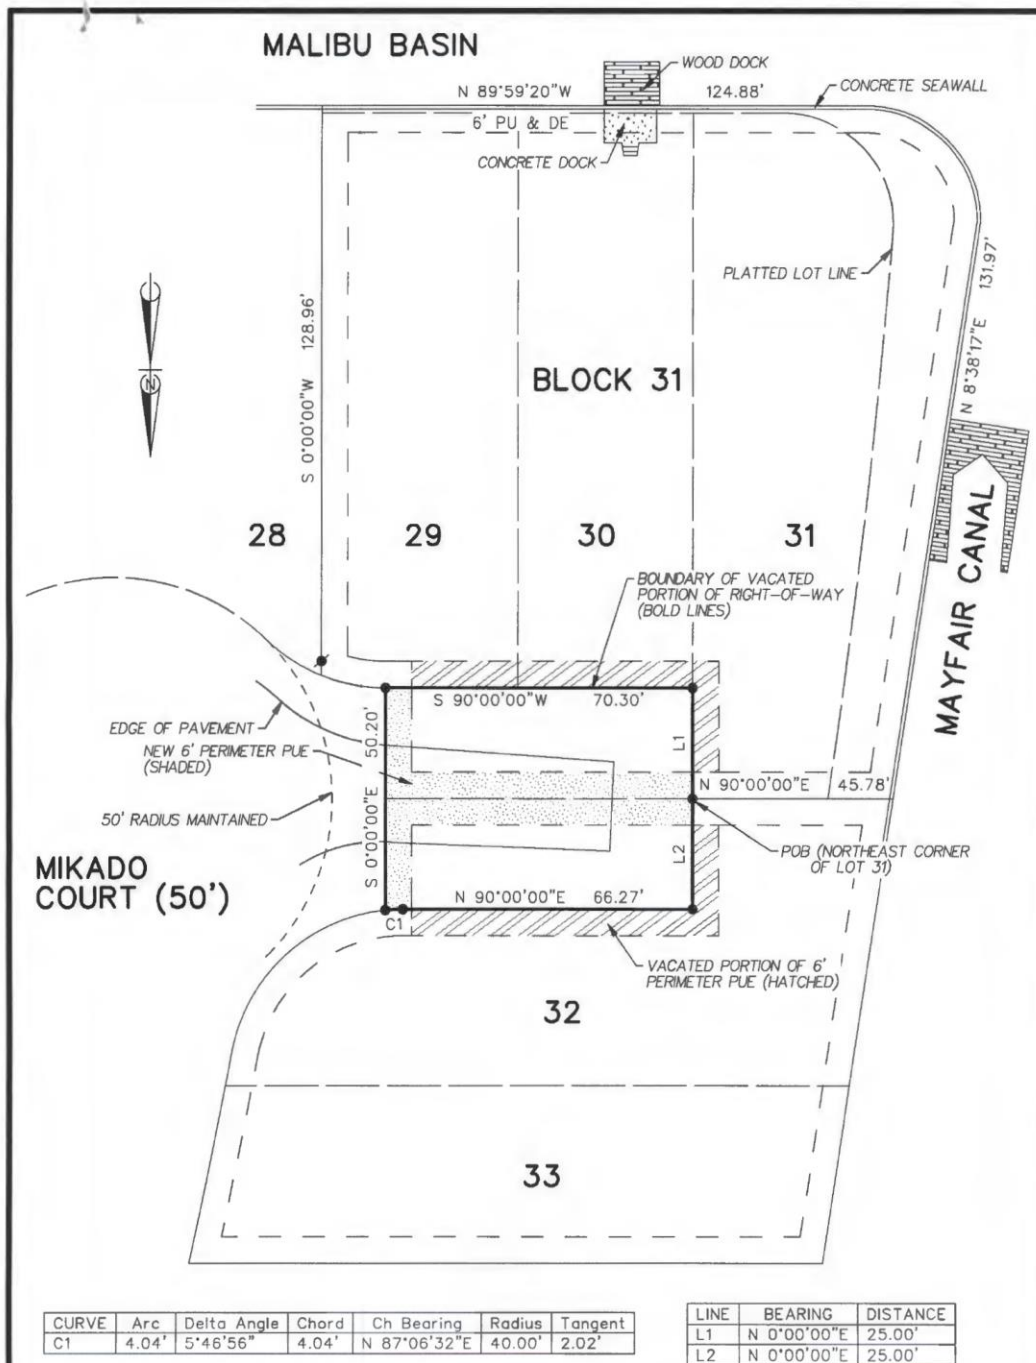 MALIBU BASIN
WOOD DOCK
N 89°59'20"W 124.88'
CONCRETE SEAWALL
6' PU & DE
CONCRETE DOCK
PLATTED LOT LINE
N 8°38'17"E 131.97'
S 0°00'00"W 128.96'
N
BLOCK 31
28
29
30
31
MAYFAIR CANAL
BOUNDARY OF VACATED
PORTION OF RIGHT-OF-WAY
(BOLD LINES)
S 90°00'00"W 70.30'
EDGE OF PAVEMENT
NEW 6' PERIMETER PUE
(SHADED)
S 0°00'00"E 50.20'
L1
N 90°00'00"E 45.78'
50' RADIUS MAINTAINED
L2
POB (NORTHEAST CORNER
OF LOT 31)
MIKADO
COURT (50')
N 90°00'00"E 66.27'
C1
VACATED PORTION OF 6'
PERIMETER PUE (HATCHED)
32
33
CURVE Arc Delta Angle Chord Ch Bearing Radius Tangent
C1 4.04' 5°46'56" 4.04' N 87°06'32"E 40.00' 2.02'
LINE BEARING DISTANCE
L1 N 0°00'00"E 25.00'
L2 N 0°00'00"E 25.00'